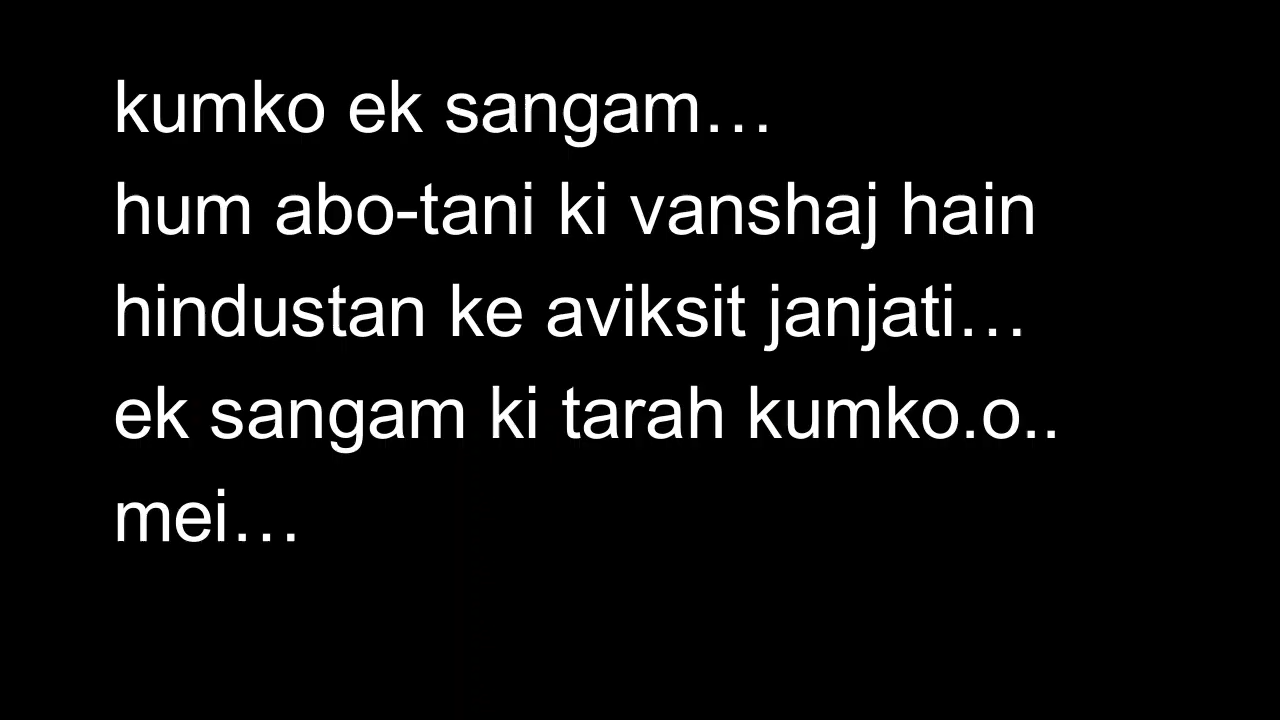 kumko ek sangam…
hum abo-tani ki vanshaj hain
hindustan ke aviksit janjati…
ek sangam ki tarah kumko.o..
mei…